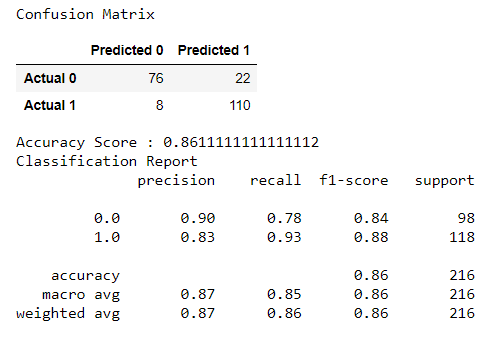 Confusion Matrix
Predicted 0 Predicted 1
Actual 0 76 22
Actual 1 8 110
Accuracy Score : 0.8611111111111112
Classification Report
precision recall f1-score support
0.0 0.90 0.78 0.84 98
1.0 0.83 0.93 0.88 118
accuracy 0.86 216
macro avg 0.87 0.85 0.86 216
weighted avg 0.87 0.86 0.86 216